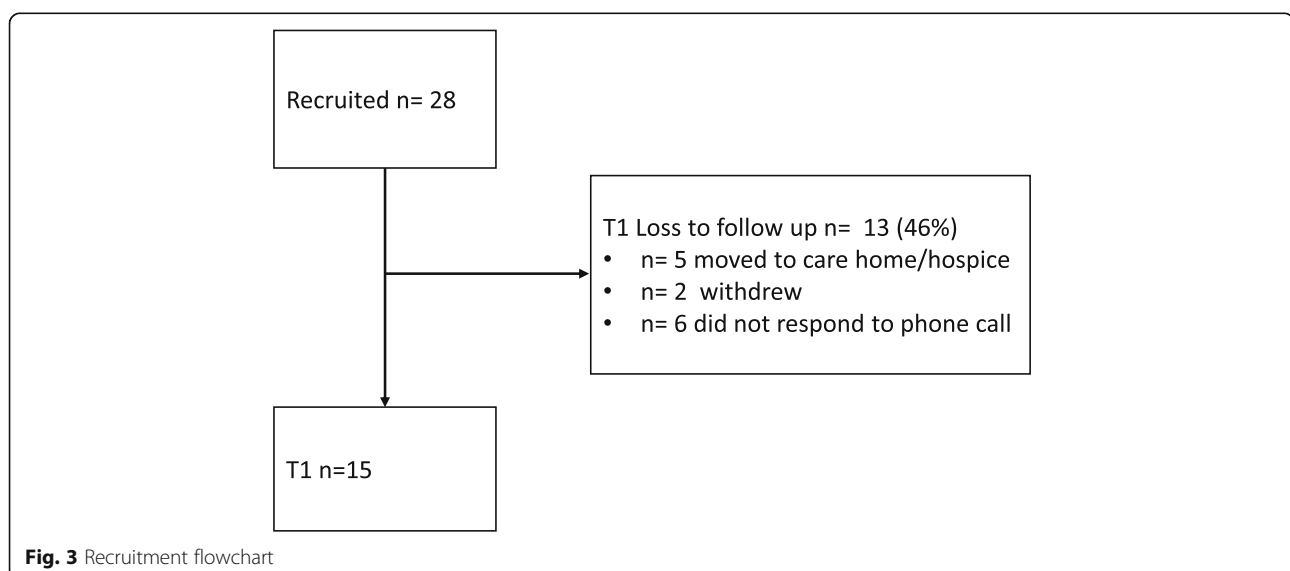 Recruited n= 28
T1 Loss to follow up n=  13 (46%)
• n= 5 moved to care home/hospice
• n= 2  withdrew
• n= 6 did not respond to phone call
T1 n=15
Fig. 3 Recruitment flowchart